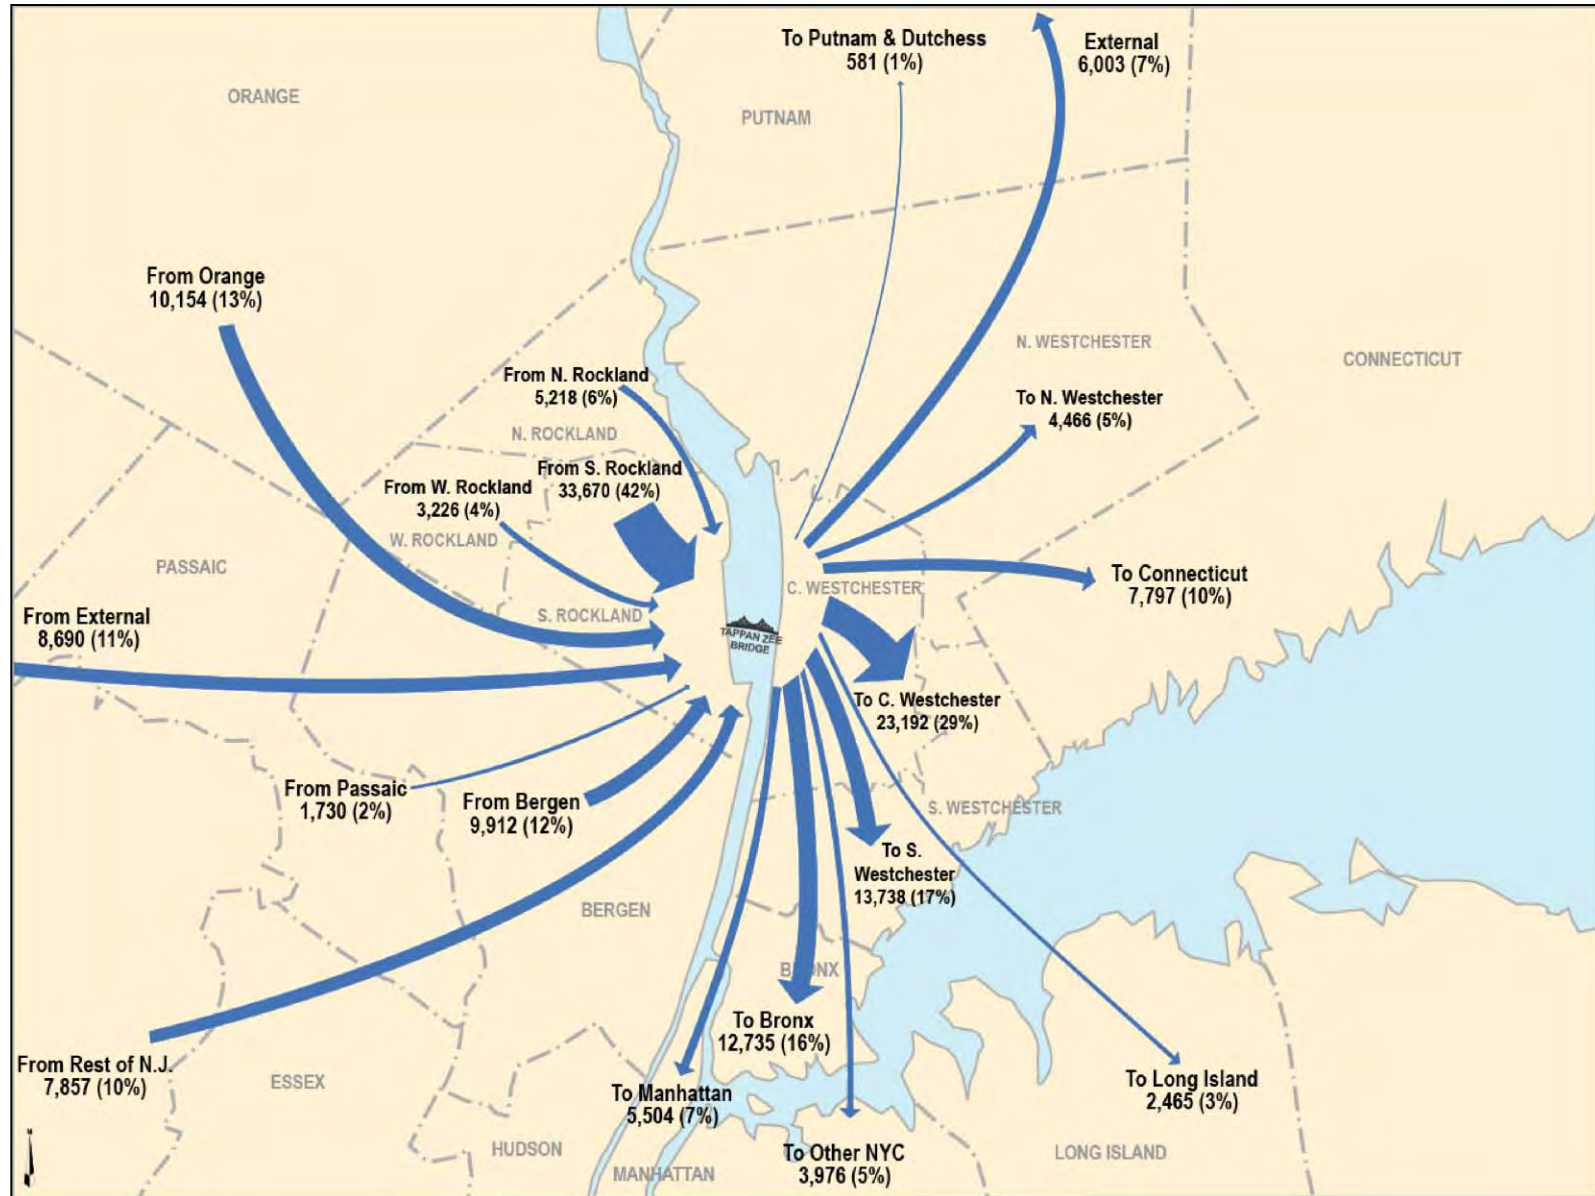 To Putnam & Dutchess
581 (1%)
External
6,003 (7%)
ORANGE
PUTNAM
From Orange
10,154 (13%)
N. WESTCHESTER
CONNECTICUT
From N. Rockland
5,218 (6%)
To N. Westchester
4,466 (5%)
N. ROCKLAND
From S. Rockland
33,670 (42%)
From W. Rockland
3,226 (4%)
W. ROCKLAND
PASSAIC
To Connecticut
7,797 (10%)
C. WESTCHESTER
From External
8,690 (11%)
S. ROCKLAND
TAPPAN ZEE
BRIDGE
To C. Westchester
23,192 (29%)
From Passaic
1,730 (2%)
From Bergen
9,912 (12%)
S. WESTCHESTER
To S.
Westchester
13,738 (17%)
BERGEN
BRONX
To Bronx
12,735 (16%)
From Rest of N.J.
7,857 (10%)
ESSEX
To Manhattan
5,504 (7%)
To Long Island
2,465 (3%)
HUDSON
To Other NYC
3,976 (5%)
LONG ISLAND
MANHATTAN
N